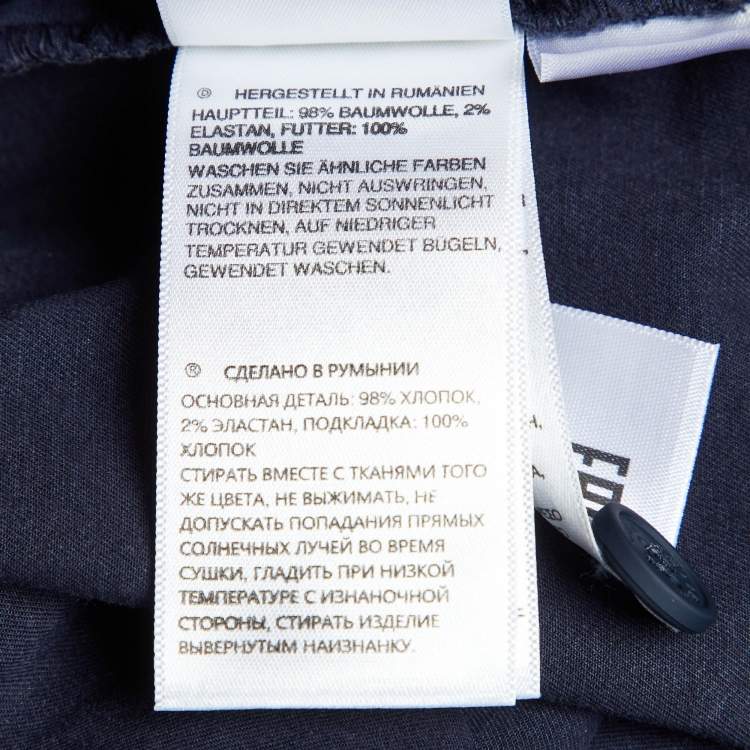 Ⓓ HERGESTELLT IN RUMÄNIEN
HAUPTTEIL: 98% BAUMWOLLE, 2%
ELASTAN, FUTTER: 100%
BAUMWOLLE
WASCHEN SIE ÄHNLICHE FARBEN
ZUSAMMEN, NICHT AUSWRINGEN,
NICHT IN DIREKTEM SONNENLICHT
TROCKNEN, AUF NIEDRIGER
TEMPERATUR GEWENDET BÜGELN,
GEWENDET WASCHEN.
® СДЕЛАНО В РУМЫНИИ
ОСНОВНАЯ ДЕТАЛЬ: 98% ХЛОПОК,
2% ЭЛАСТАН, ПОДКЛАДКА: 100%
ХЛОПОК
СТИРАТЬ ВМЕСТЕ С ТКАНЯМИ ТОГО
ЖЕ ЦВЕТА, НЕ ВЫЖИМАТЬ, НЕ
ДОПУСКАТЬ ПОПАДАНИЯ ПРЯМЫХ
СОЛНЕЧНЫХ ЛУЧЕЙ ВО ВРЕМЯ
СУШКИ, ГЛАДИТЬ ПРИ НИЗКОЙ
ТЕМПЕРАТУРЕ С ИЗНАНОЧНОЙ
СТОРОНЫ, СТИРАТЬ ИЗДЕЛИЕ
ВЫВЕРНУТЫМ НАИЗНАНКУ.